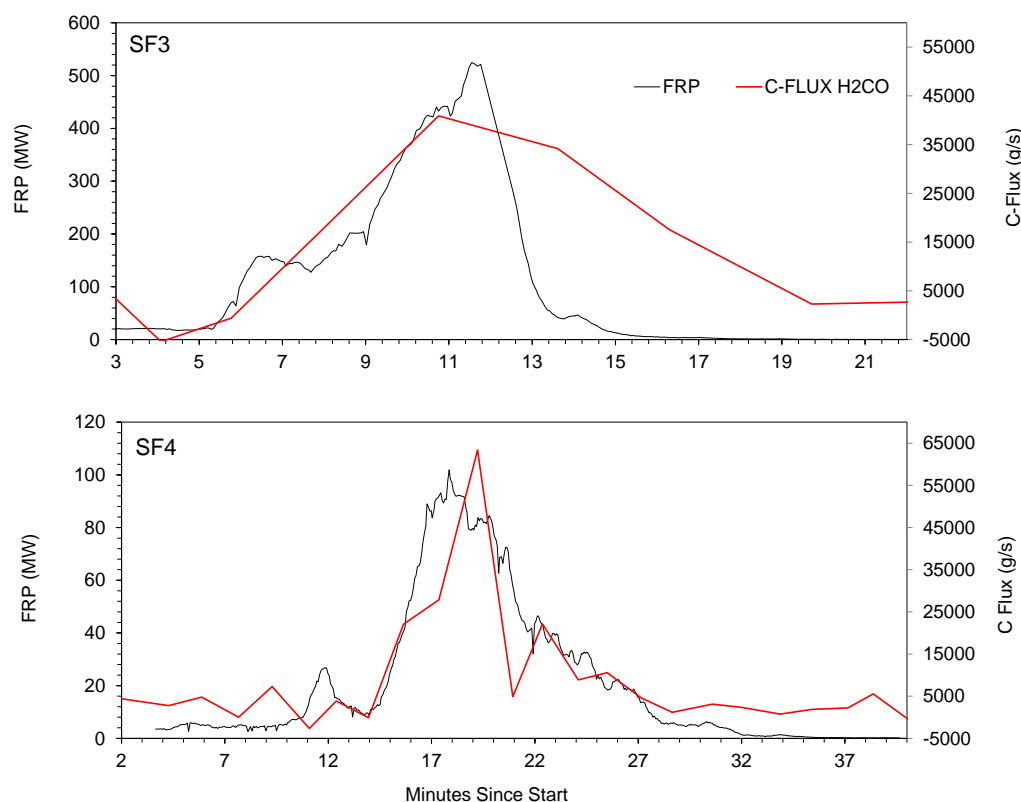 SF3
FRP
C-FLUX H2CO
FRP (MW)
600
500
400
300
200
100
0
55000
45000
35000
25000
15000
5000
-5000
C-Flux (g/s)
3 5 7 9 11 13 15 17 19 21
SF4
FRP (MW)
120
100
80
60
40
20
0
65000
55000
45000
35000
25000
15000
5000
-5000
C Flux (g/s)
2 7 12 17 22 27 32 37
Minutes Since Start